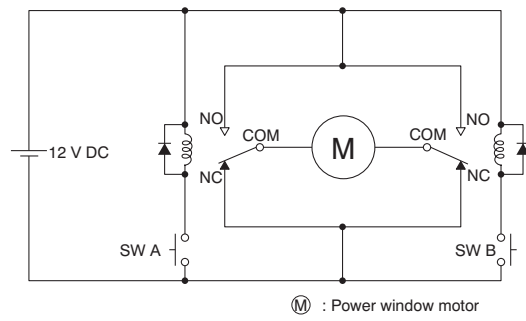 NO
NO
COM
COM
12 V DC
M
NC
NC
SW A
SW B
M : Power window motor